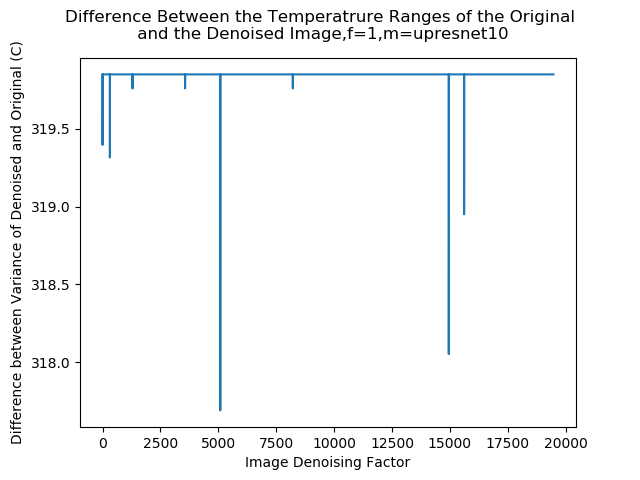 Difference Between the Temperatrure Ranges of the Original
and the Denoised Image,f=1,m=upresnet10
Difference between Variance of Denoised and Original (C)
319.5
319.0
318.5
318.0
0 2500 5000 7500 10000 12500 15000 17500 20000
Image Denoising Factor